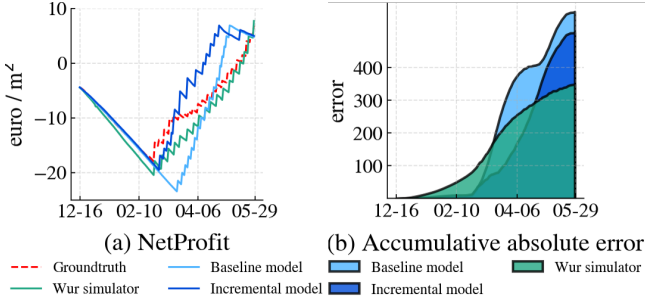 10
0
−10
−20
euro / m²
12-16 02-10 04-06 05-29
(a) NetProfit
400
300
200
100
error
12-16 02-10 04-06 05-29
(b) Accumulative absolute error
Groundtruth Baseline model Baseline model Wur simulator
Wur simulator Incremental model Incremental model